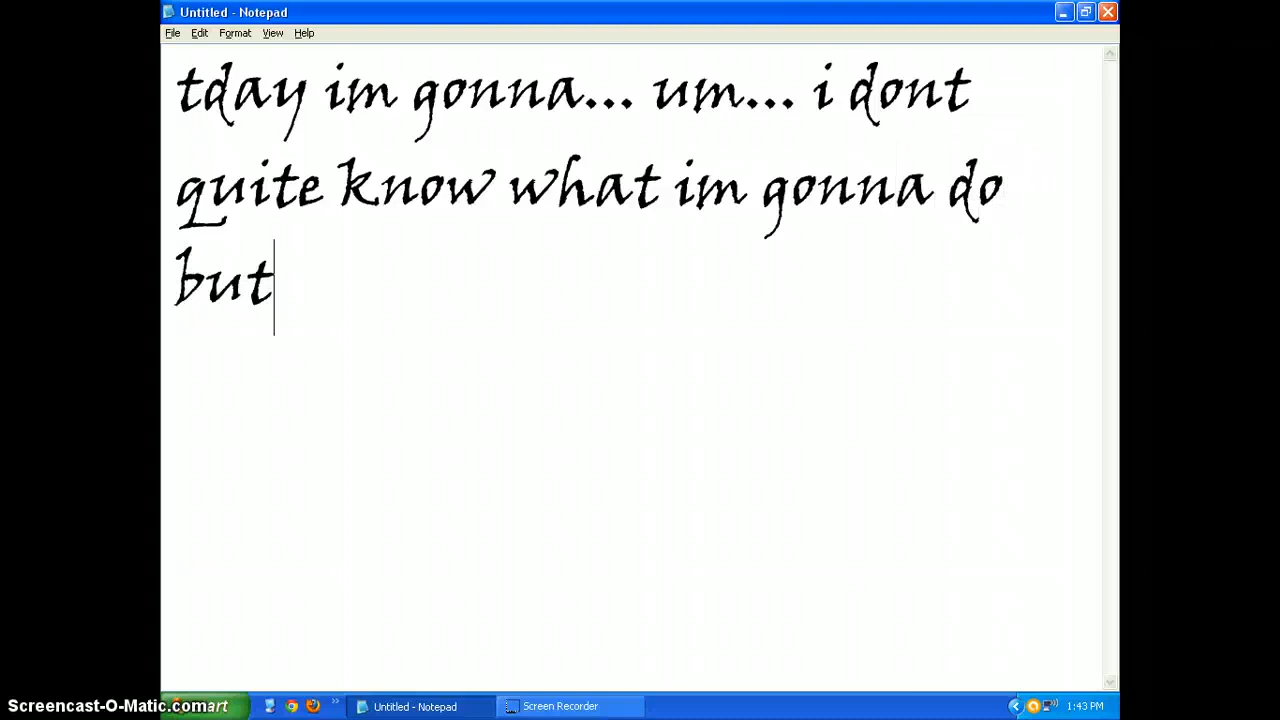 Untitled - Notepad
File Edit Format View Help
tday im gonna... um... i dont
quite know what im gonna do
but
Screencast-O-Matic.com art Untitled - Notepad Screen Recorder 1:43 PM